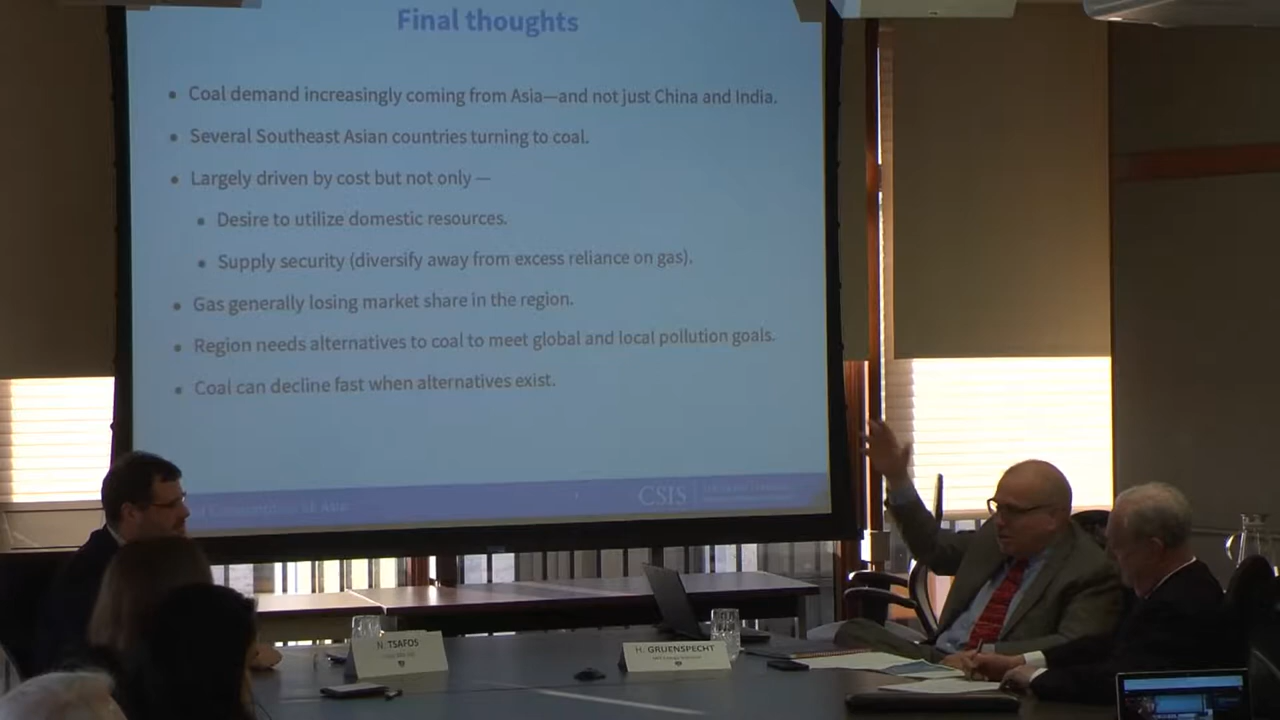 Final thoughts
• Coal demand increasingly coming from Asia—and not just China and India.
• Several Southeast Asian countries turning to coal.
• Largely driven by cost but not only —
• Desire to utilize domestic resources.
• Supply security (diversify away from excess reliance on gas).
• Gas generally losing market share in the region.
• Region needs alternatives to coal to meet global and local pollution goals.
• Coal can decline fast when alternatives exist.
CSIS
N. TSAFOS
H. GRUENSPECHT